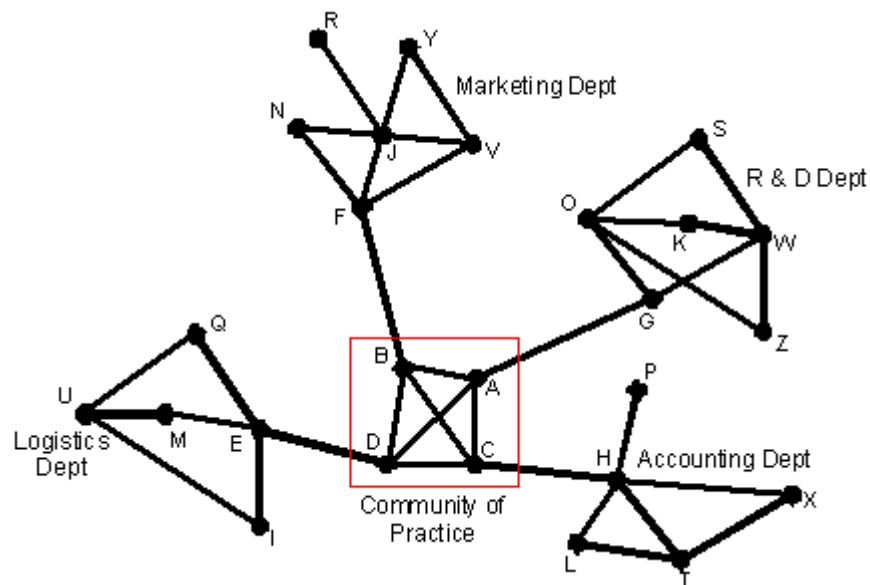 R
Y
Marketing Dept
N
J
V
S
R & D Dept
F
O
K
W
G
Z
Q
B
A
P
U
M
E
D
C
H
Accounting Dept
Logistics
Dept
X
Community of
Practice
I
L
T